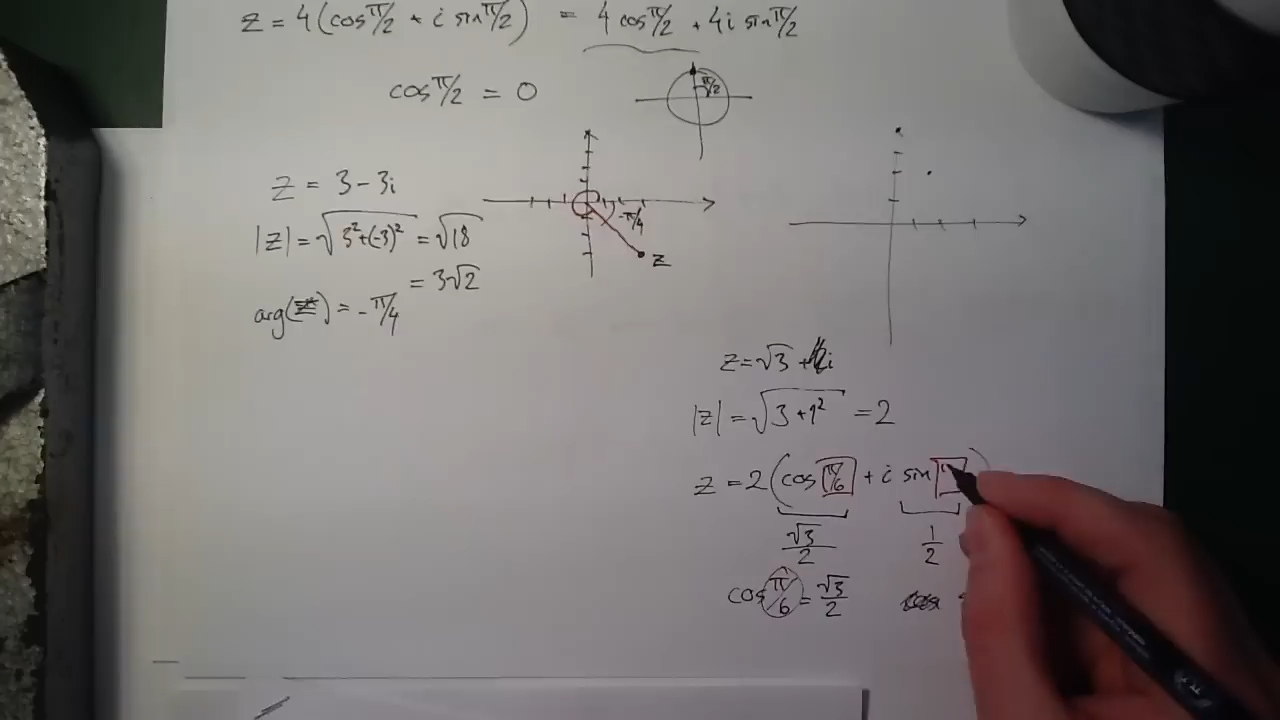 z = 4(cos π/2 + i sin π/2) = 4 cos π/2 + 4i sin π/2
cos π/2 = 0
π/2
z = 3 - 3i
|z| = √(3² + (-3)²) = √18
= 3√2
arg(z) = - π/4
-π/4
z
z = √3 + i
|z| = √(3 + 1²) = 2
z = 2(cos π/6 + i sin π
√3/2
1/2
cos π/6 = √3/2